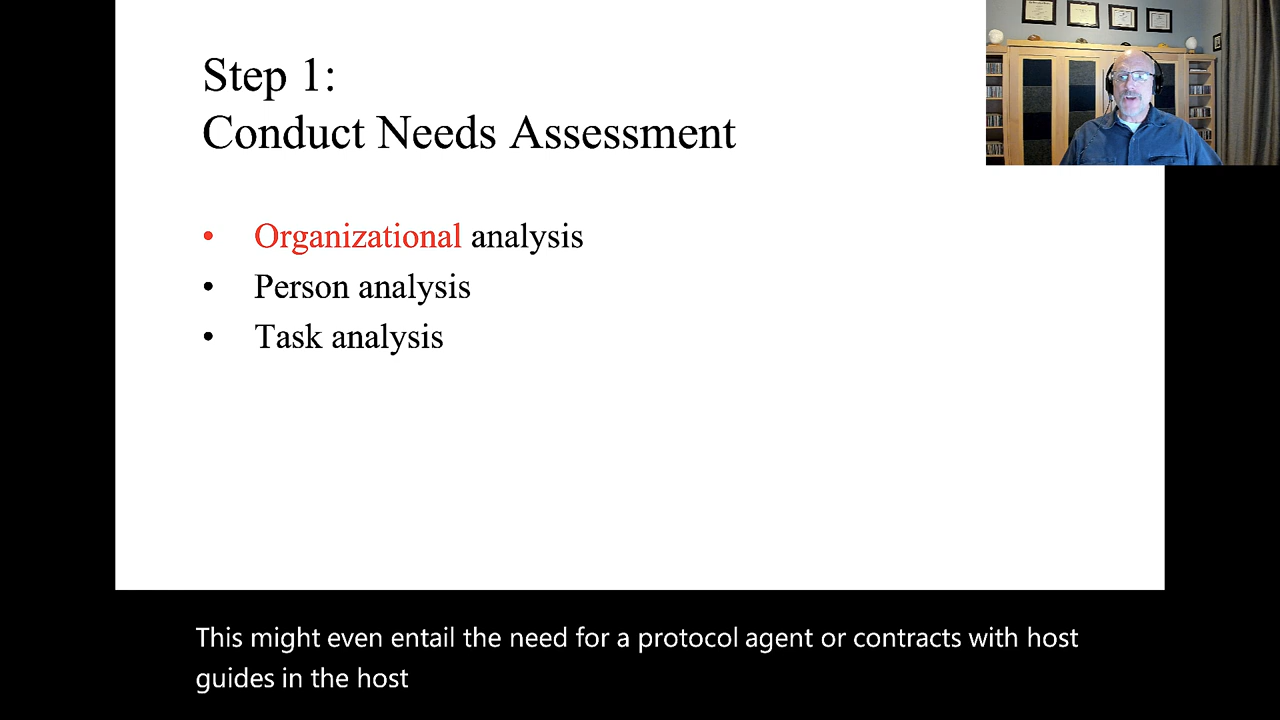 Step 1:
Conduct Needs Assessment
• Organizational analysis
• Person analysis
• Task analysis
This might even entail the need for a protocol agent or contracts with host
guides in the host